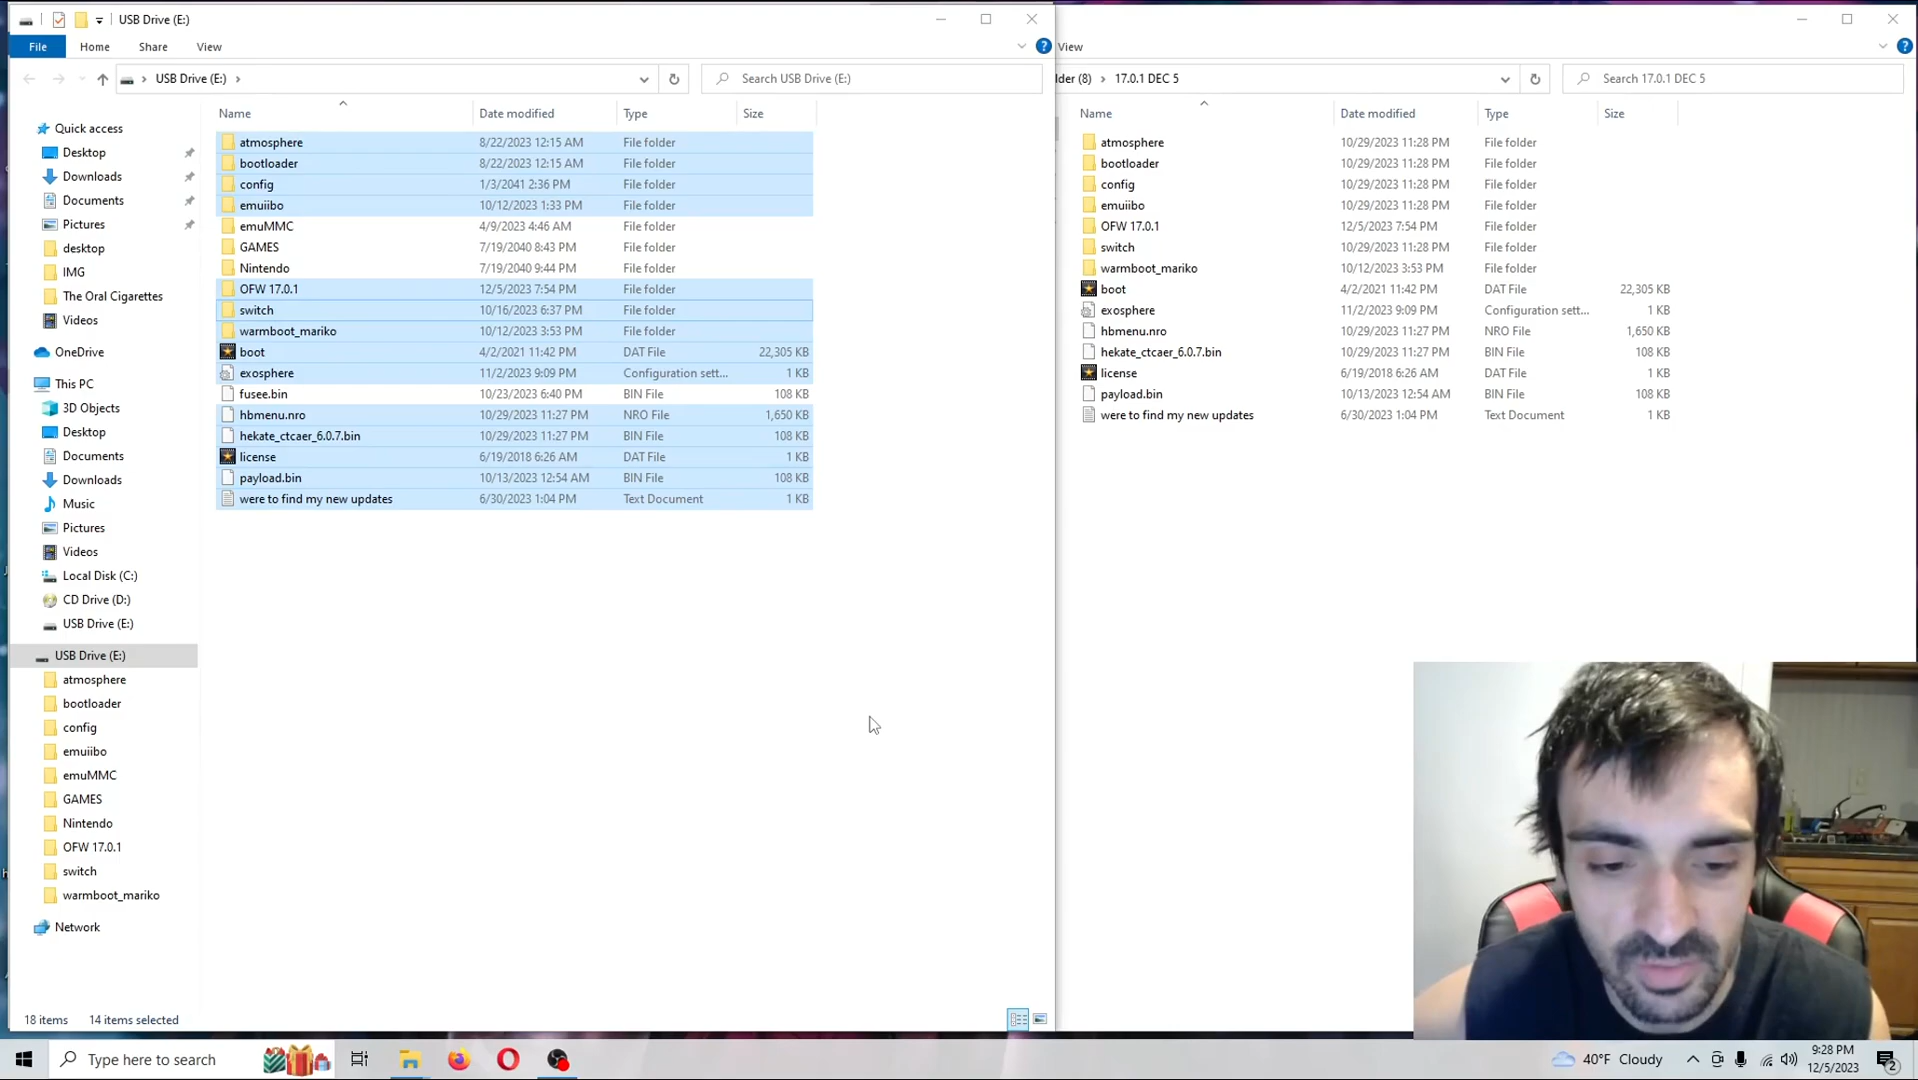 USB Drive (E:)
File Home Share View
USB Drive (E:)
Search USB Drive (E:)
Name Date modified Type Size
Quick access
Desktop
Downloads
Documents
Pictures
desktop
IMG
The Oral Cigarettes
Videos
OneDrive
This PC
3D Objects
Desktop
Documents
Downloads
Music
Pictures
Videos
Local Disk (C:)
CD Drive (D:)
USB Drive (E:)
USB Drive (E:)
atmosphere
bootloader
config
emuiibo
emuMMC
GAMES
Nintendo
OFW 17.0.1
switch
warmboot_mariko
Network
atmosphere 8/22/2023 12:15 AM File folder
bootloader 8/22/2023 12:15 AM File folder
config 1/3/2041 2:36 PM File folder
emuiibo 10/12/2023 1:33 PM File folder
emuMMC 4/9/2023 4:46 AM File folder
GAMES 7/19/2040 8:43 PM File folder
Nintendo 7/19/2040 9:44 PM File folder
OFW 17.0.1 12/5/2023 7:54 PM File folder
switch 10/16/2023 6:37 PM File folder
warmboot_mariko 10/12/2023 3:53 PM File folder
boot 4/2/2021 11:42 PM DAT File 22,305 KB
exosphere 11/2/2023 9:09 PM Configuration sett... 1 KB
fusee.bin 10/23/2023 6:40 PM BIN File 108 KB
hbmenu.nro 10/29/2023 11:27 PM NRO File 1,650 KB
hekate_ctcaer_6.0.7.bin 10/29/2023 11:27 PM BIN File 108 KB
license 6/19/2018 6:26 AM DAT File 1 KB
payload.bin 10/13/2023 12:54 AM BIN File 108 KB
were to find my new updates 6/30/2023 1:04 PM Text Document 1 KB
18 items 14 items selected
View
lder (8) 17.0.1 DEC 5
Search 17.0.1 DEC 5
Name Date modified Type Size
atmosphere 10/29/2023 11:28 PM File folder
bootloader 10/29/2023 11:28 PM File folder
config 10/29/2023 11:28 PM File folder
emuiibo 10/29/2023 11:28 PM File folder
OFW 17.0.1 12/5/2023 7:54 PM File folder
switch 10/29/2023 11:28 PM File folder
warmboot_mariko 10/12/2023 3:53 PM File folder
boot 4/2/2021 11:42 PM DAT File 22,305 KB
exosphere 11/2/2023 9:09 PM Configuration sett... 1 KB
hbmenu.nro 10/29/2023 11:27 PM NRO File 1,650 KB
hekate_ctcaer_6.0.7.bin 10/29/2023 11:27 PM BIN File 108 KB
license 6/19/2018 6:26 AM DAT File 1 KB
payload.bin 10/13/2023 12:54 AM BIN File 108 KB
were to find my new updates 6/30/2023 1:04 PM Text Document 1 KB
Type here to search
40°F Cloudy
9:28 PM
12/5/2023
2